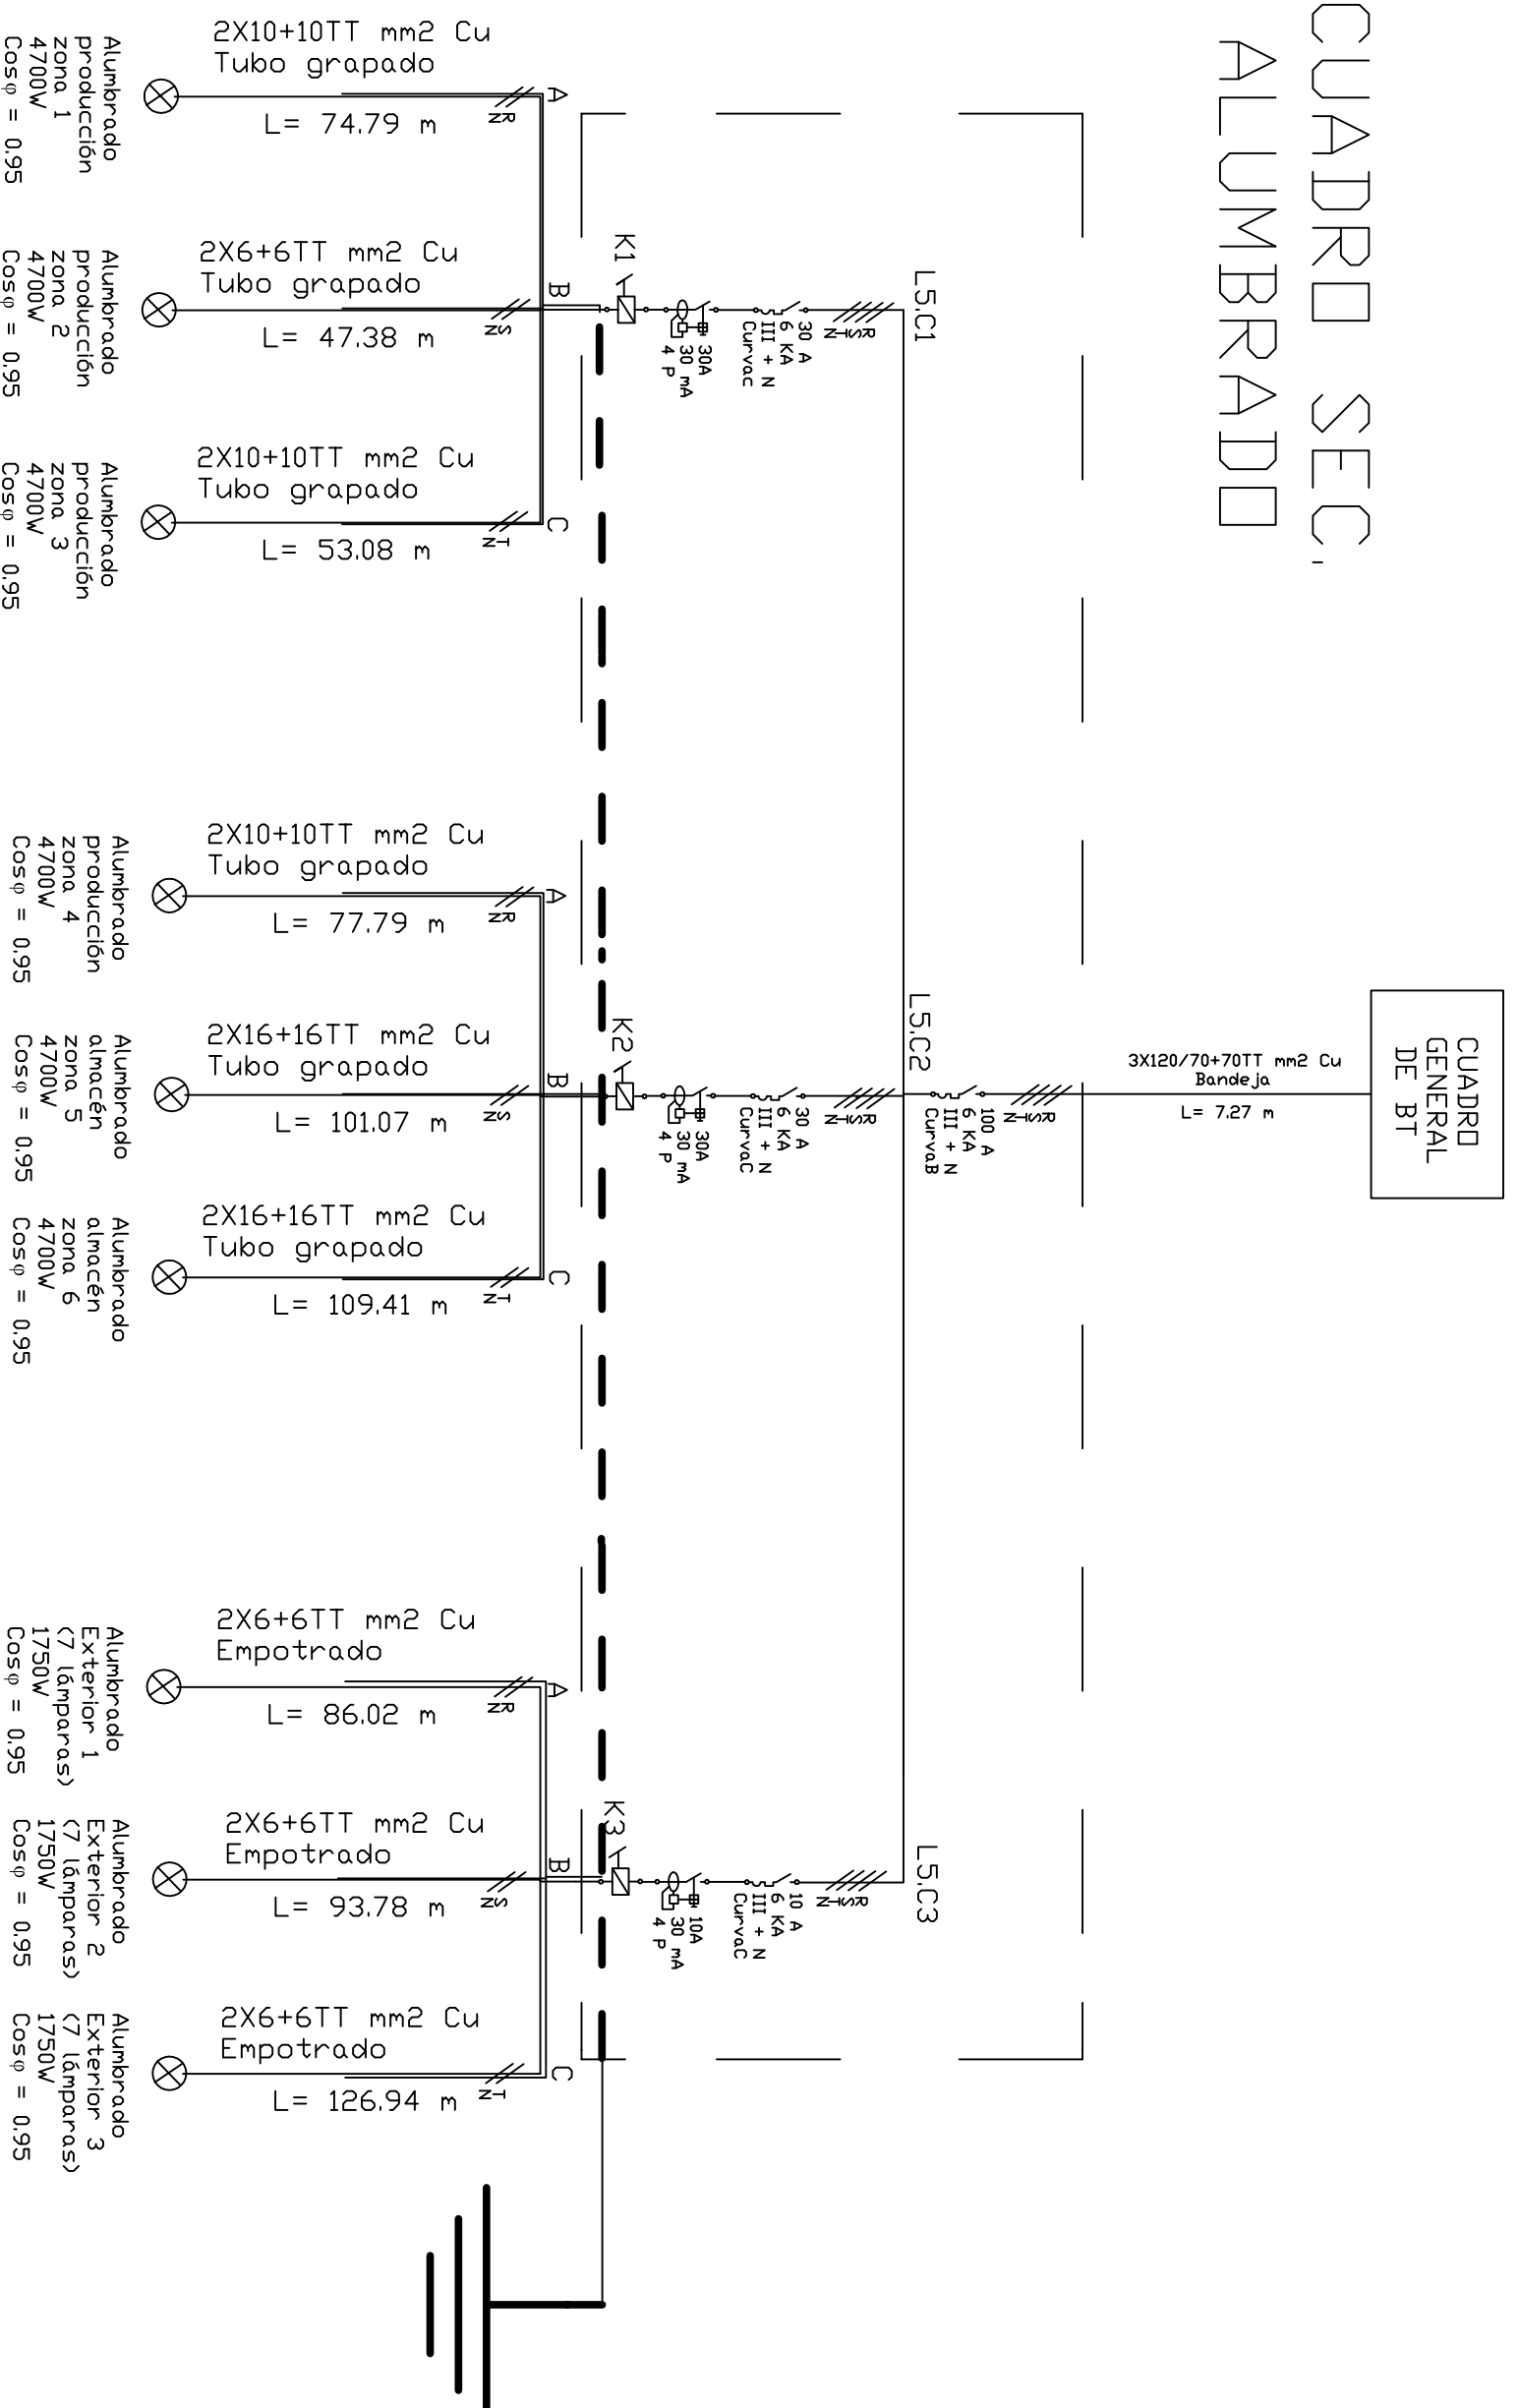 CUADRO SEC.
ALUMBRADO
CUADRO
GENERAL
DE BT
3X120/70+70TT mm2 Cu
Bandeja
L= 7.27 m
R
S
T
N
100 A
6 KA
III + N
CurvaB
L5.C1
R
S
T
N
30 A
6 KA
III + N
CurvaC
30A
30 mA
4 P
K1
L5.C2
R
S
T
N
30 A
6 KA
III + N
CurvaC
30A
30 mA
4 P
K2
L5.C3
R
S
T
N
10 A
6 KA
III + N
CurvaC
10A
30 mA
4 P
K3
A
R
N
2X10+10TT mm2 Cu
Tubo grapado
L= 74.79 m
Alumbrado
producción
zona 1
4700W
Cosφ = 0.95
B
S
N
2X6+6TT mm2 Cu
Tubo grapado
L= 47.38 m
Alumbrado
producción
zona 2
4700W
Cosφ = 0.95
C
T
N
2X10+10TT mm2 Cu
Tubo grapado
L= 53.08 m
Alumbrado
producción
zona 3
4700W
Cosφ = 0.95
A
R
N
2X10+10TT mm2 Cu
Tubo grapado
L= 77.79 m
Alumbrado
producción
zona 4
4700W
Cosφ = 0.95
B
S
N
2X16+16TT mm2 Cu
Tubo grapado
L= 101.07 m
Alumbrado
almacén
zona 5
4700W
Cosφ = 0.95
C
T
N
2X16+16TT mm2 Cu
Tubo grapado
L= 109.41 m
Alumbrado
almacén
zona 6
4700W
Cosφ = 0.95
A
R
N
2X6+6TT mm2 Cu
Empotrado
L= 86.02 m
Alumbrado
Exterior 1
(7 lámparas)
1750W
Cosφ = 0.95
B
S
N
2X6+6TT mm2 Cu
Empotrado
L= 93.78 m
Alumbrado
Exterior 2
(7 lámparas)
1750W
Cosφ = 0.95
C
T
N
2X6+6TT mm2 Cu
Empotrado
L= 126.94 m
Alumbrado
Exterior 3
(7 lámparas)
1750W
Cosφ = 0.95